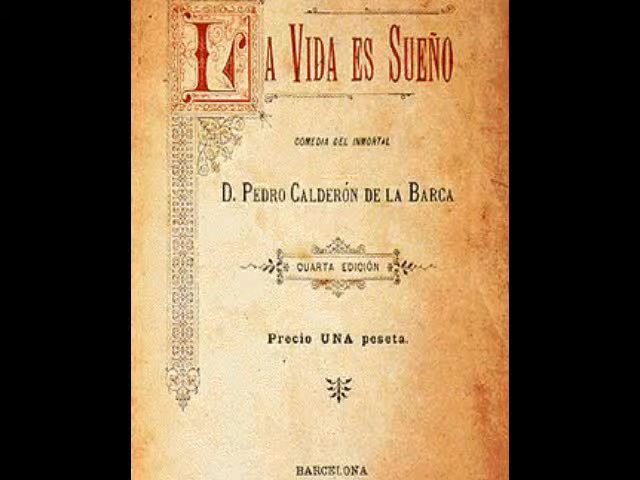 LA VIDA ES SUEÑO
COMEDIA DEL INMORTAL
D. PEDRO CALDERÓN DE LA BARCA
CUARTA EDICIÓN
Precio UNA peseta.
BARCELONA